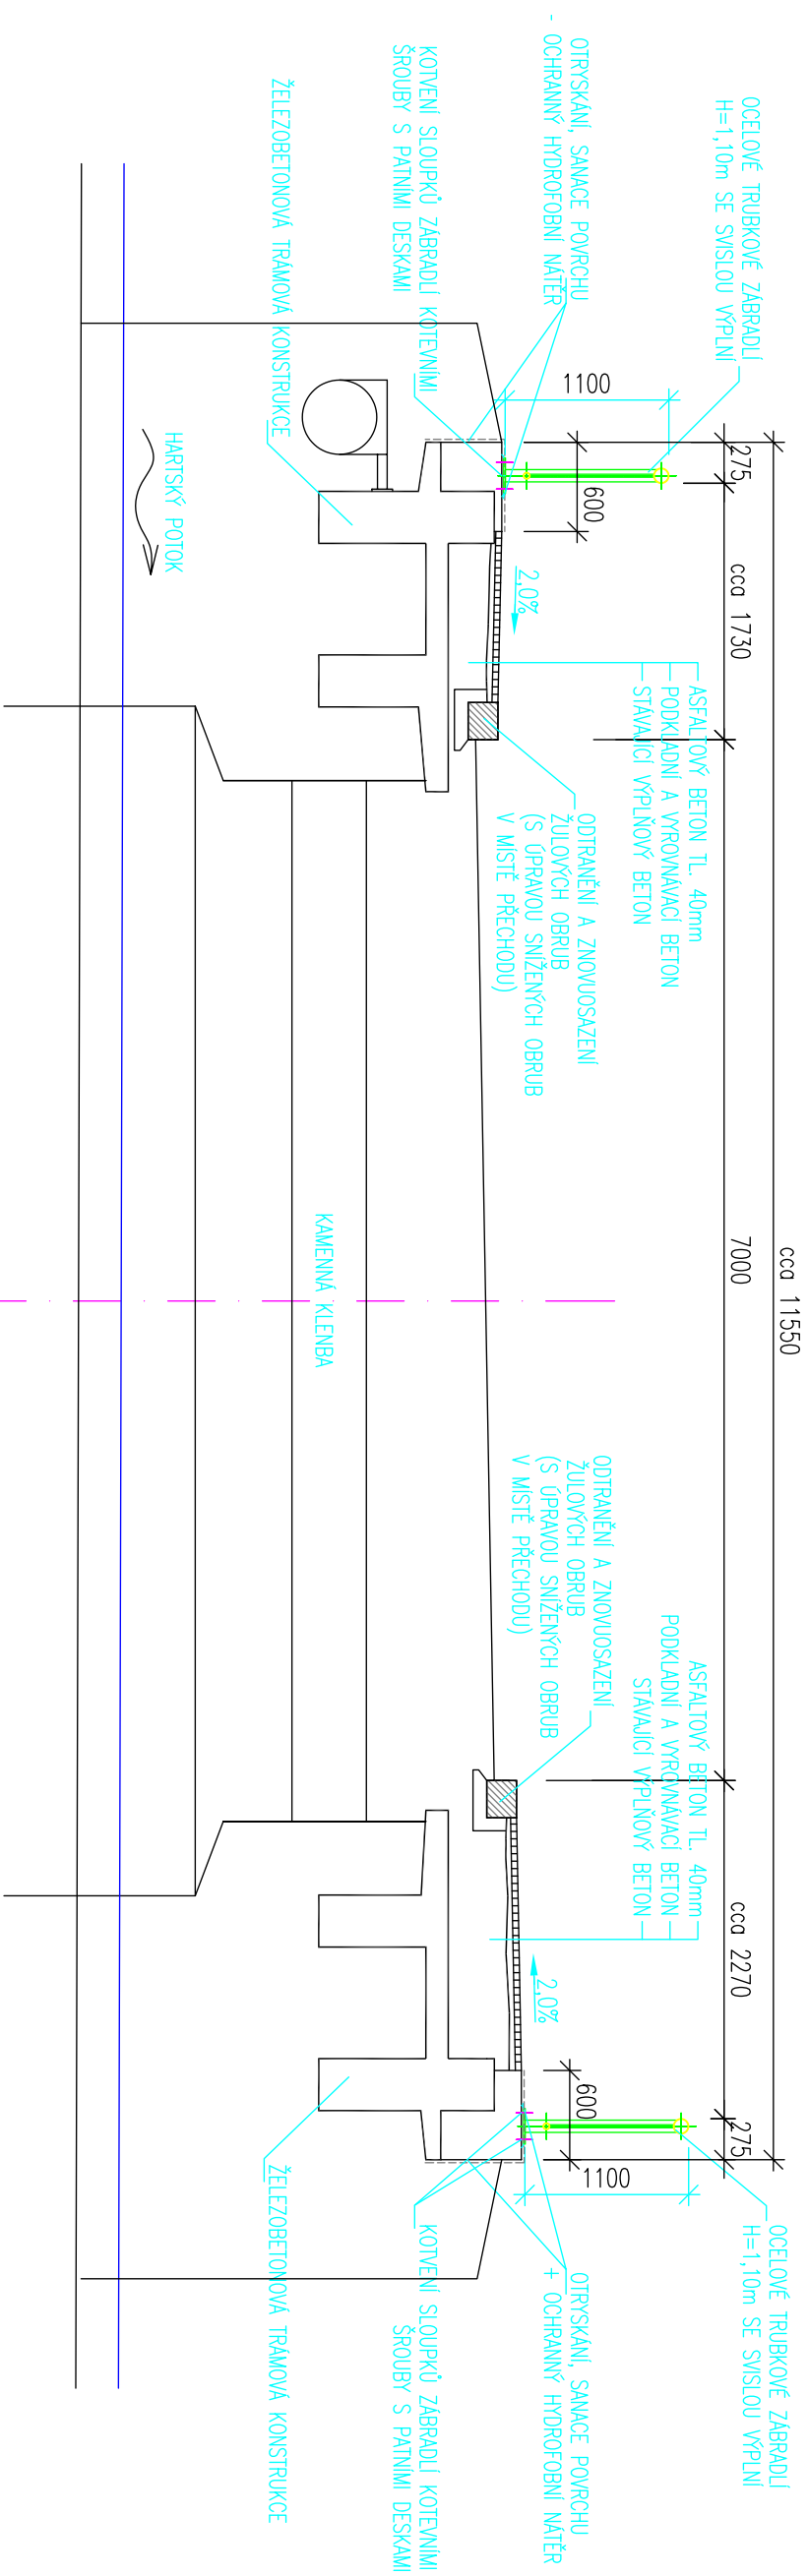 cca 11550
275
cca 1730
7000
cca 2270
275
OCELOVÉ TRUBKOVÉ ZÁBRADLÍ
H=1,10m SE SVISLOU VÝPLNÍ
1100
600
OTRYSKÁNÍ, SANACE POVRCHU
- OCHRANNÝ HYDROFOBNÍ NÁTĚR
KOTVENÍ SLOUPKŮ ZÁBRADLÍ KOTEVNÍMI
ŠROUBY S PATNÍMI DESKAMI
ŽELEZOBETONOVÁ TRÁMOVÁ KONSTRUKCE
HARTSKÝ POTOK
2,0%
ASFALTOVÝ BETON TL. 40mm
PODKLADNÍ A VYROVNÁVACÍ BETON
STÁVAJÍCÍ VÝPLŇOVÝ BETON
ODTRANĚNÍ A ZNOVUOSAZENÍ
ŽULOVÝCH OBRUB
(S ÚPRAVOU SNÍŽENÝCH OBRUB
V MÍSTĚ PŘECHODU)
KAMENNÁ KLENBA
ODTRANĚNÍ A ZNOVUOSAZENÍ
ŽULOVÝCH OBRUB
(S ÚPRAVOU SNÍŽENÝCH OBRUB
V MÍSTĚ PŘECHODU)
ASFALTOVÝ BETON TL. 40mm
PODKLADNÍ A VYROVNÁVACÍ BETON
STÁVAJÍCÍ VÝPLŇOVÝ BETON
2,0%
600
1100
OCELOVÉ TRUBKOVÉ ZÁBRADLÍ
H=1,10m SE SVISLOU VÝPLNÍ
OTRYSKÁNÍ, SANACE POVRCHU
+ OCHRANNÝ HYDROFOBNÍ NÁTĚR
KOTVENÍ SLOUPKŮ ZÁBRADLÍ KOTEVNÍMI
ŠROUBY S PATNÍMI DESKAMI
ŽELEZOBETONOVÁ TRÁMOVÁ KONSTRUKCE